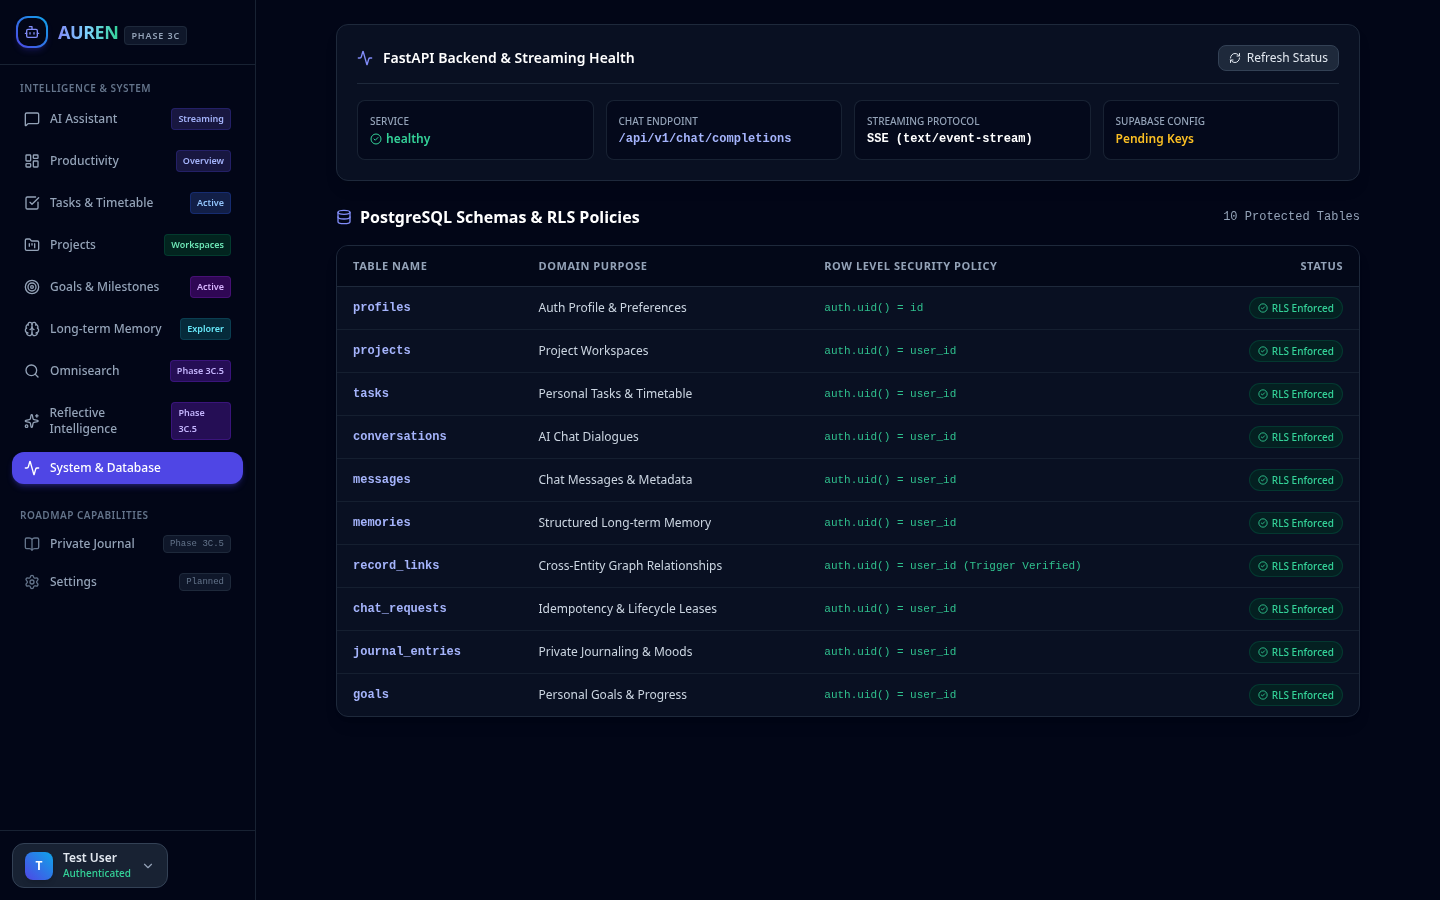 AUREN PHASE 3C
INTELLIGENCE & SYSTEM
AI Assistant Streaming
Productivity Overview
Tasks & Timetable Active
Projects Workspaces
Goals & Milestones Active
Long-term Memory Explorer
Omnisearch Phase 3C.5
Reflective Phase
Intelligence 3C.5
System & Database
ROADMAP CAPABILITIES
Private Journal Phase 3C.5
Settings Planned
T
Test User
Authenticated
FastAPI Backend & Streaming Health Refresh Status
SERVICE
healthy
CHAT ENDPOINT
/api/v1/chat/completions
STREAMING PROTOCOL
SSE (text/event-stream)
SUPABASE CONFIG
Pending Keys
PostgreSQL Schemas & RLS Policies 10 Protected Tables
TABLE NAME DOMAIN PURPOSE ROW LEVEL SECURITY POLICY STATUS
profiles Auth Profile & Preferences auth.uid() = id RLS Enforced
projects Project Workspaces auth.uid() = user_id RLS Enforced
tasks Personal Tasks & Timetable auth.uid() = user_id RLS Enforced
conversations AI Chat Dialogues auth.uid() = user_id RLS Enforced
messages Chat Messages & Metadata auth.uid() = user_id RLS Enforced
memories Structured Long-term Memory auth.uid() = user_id RLS Enforced
record_links Cross-Entity Graph Relationships auth.uid() = user_id (Trigger Verified) RLS Enforced
chat_requests Idempotency & Lifecycle Leases auth.uid() = user_id RLS Enforced
journal_entries Private Journaling & Moods auth.uid() = user_id RLS Enforced
goals Personal Goals & Progress auth.uid() = user_id RLS Enforced